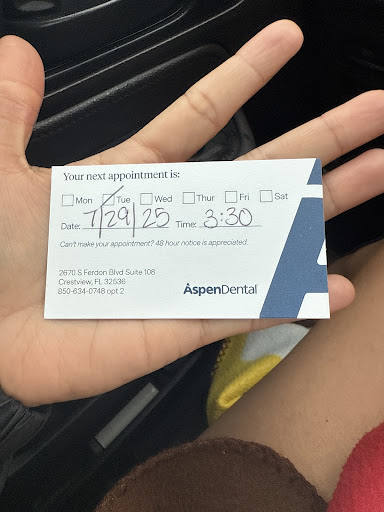 Your next appointment is:
Mon Tue Wed Thur Fri Sat
Date: 7/29/25 Time: 3:30
Can't make your appointment? 48 hour notice is appreciated.
2670 S Ferdon Blvd Suite 108
Crestview, FL 32536
850-634-0748 opt 2
AspenDental